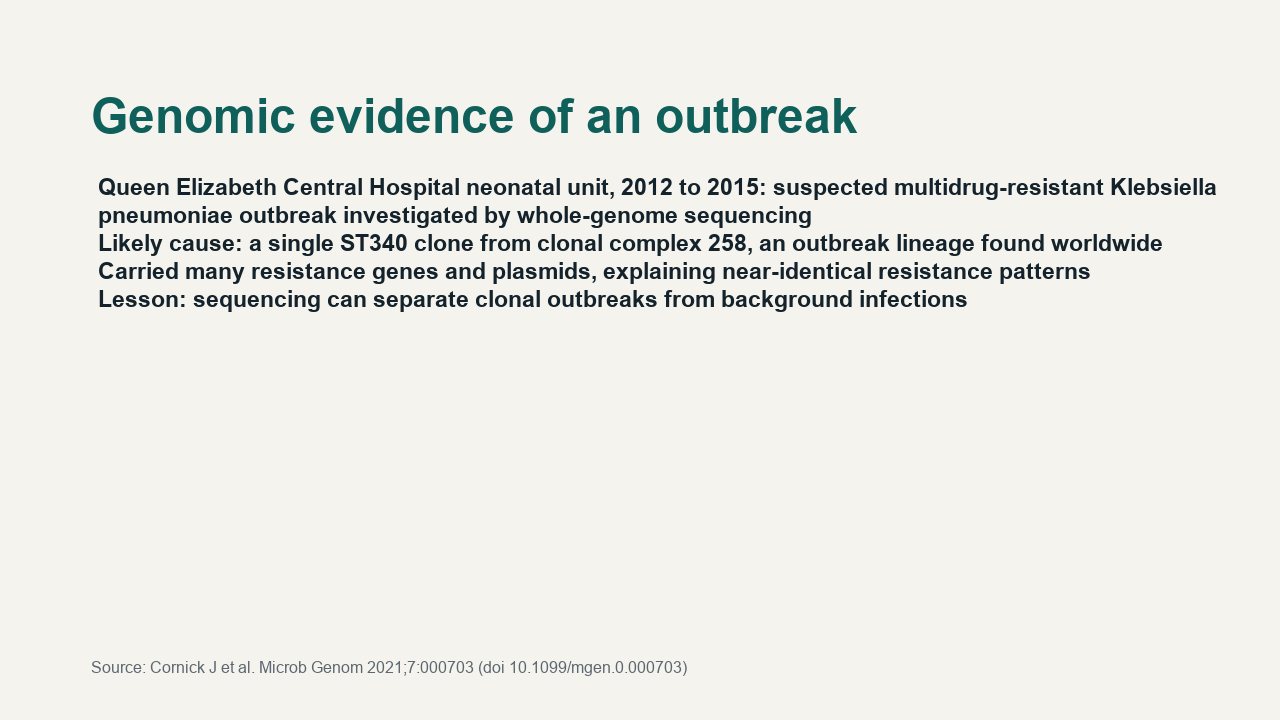 Genomic evidence of an outbreak
Queen Elizabeth Central Hospital neonatal unit, 2012 to 2015: suspected multidrug-resistant Klebsiella
pneumoniae outbreak investigated by whole-genome sequencing
Likely cause: a single ST340 clone from clonal complex 258, an outbreak lineage found worldwide
Carried many resistance genes and plasmids, explaining near-identical resistance patterns
Lesson: sequencing can separate clonal outbreaks from background infections
Source: Cornick J et al. Microb Genom 2021;7:000703 (doi 10.1099/mgen.0.000703)